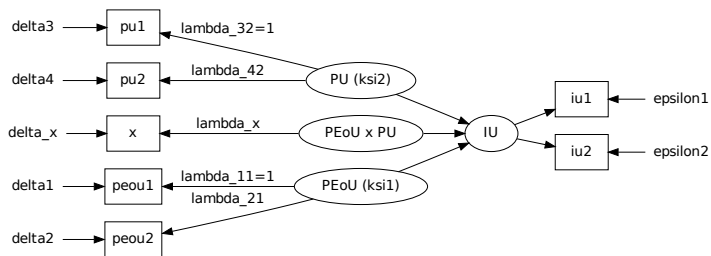 delta3 pu1 lambda_32=1
delta4 pu2 lambda_42 PU (ksi2)
iu1 epsilon1
delta_x x lambda_x PEoU x PU IU
iu2 epsilon2
delta1 peou1 lambda_11=1 PEoU (ksi1)
lambda_21
delta2 peou2